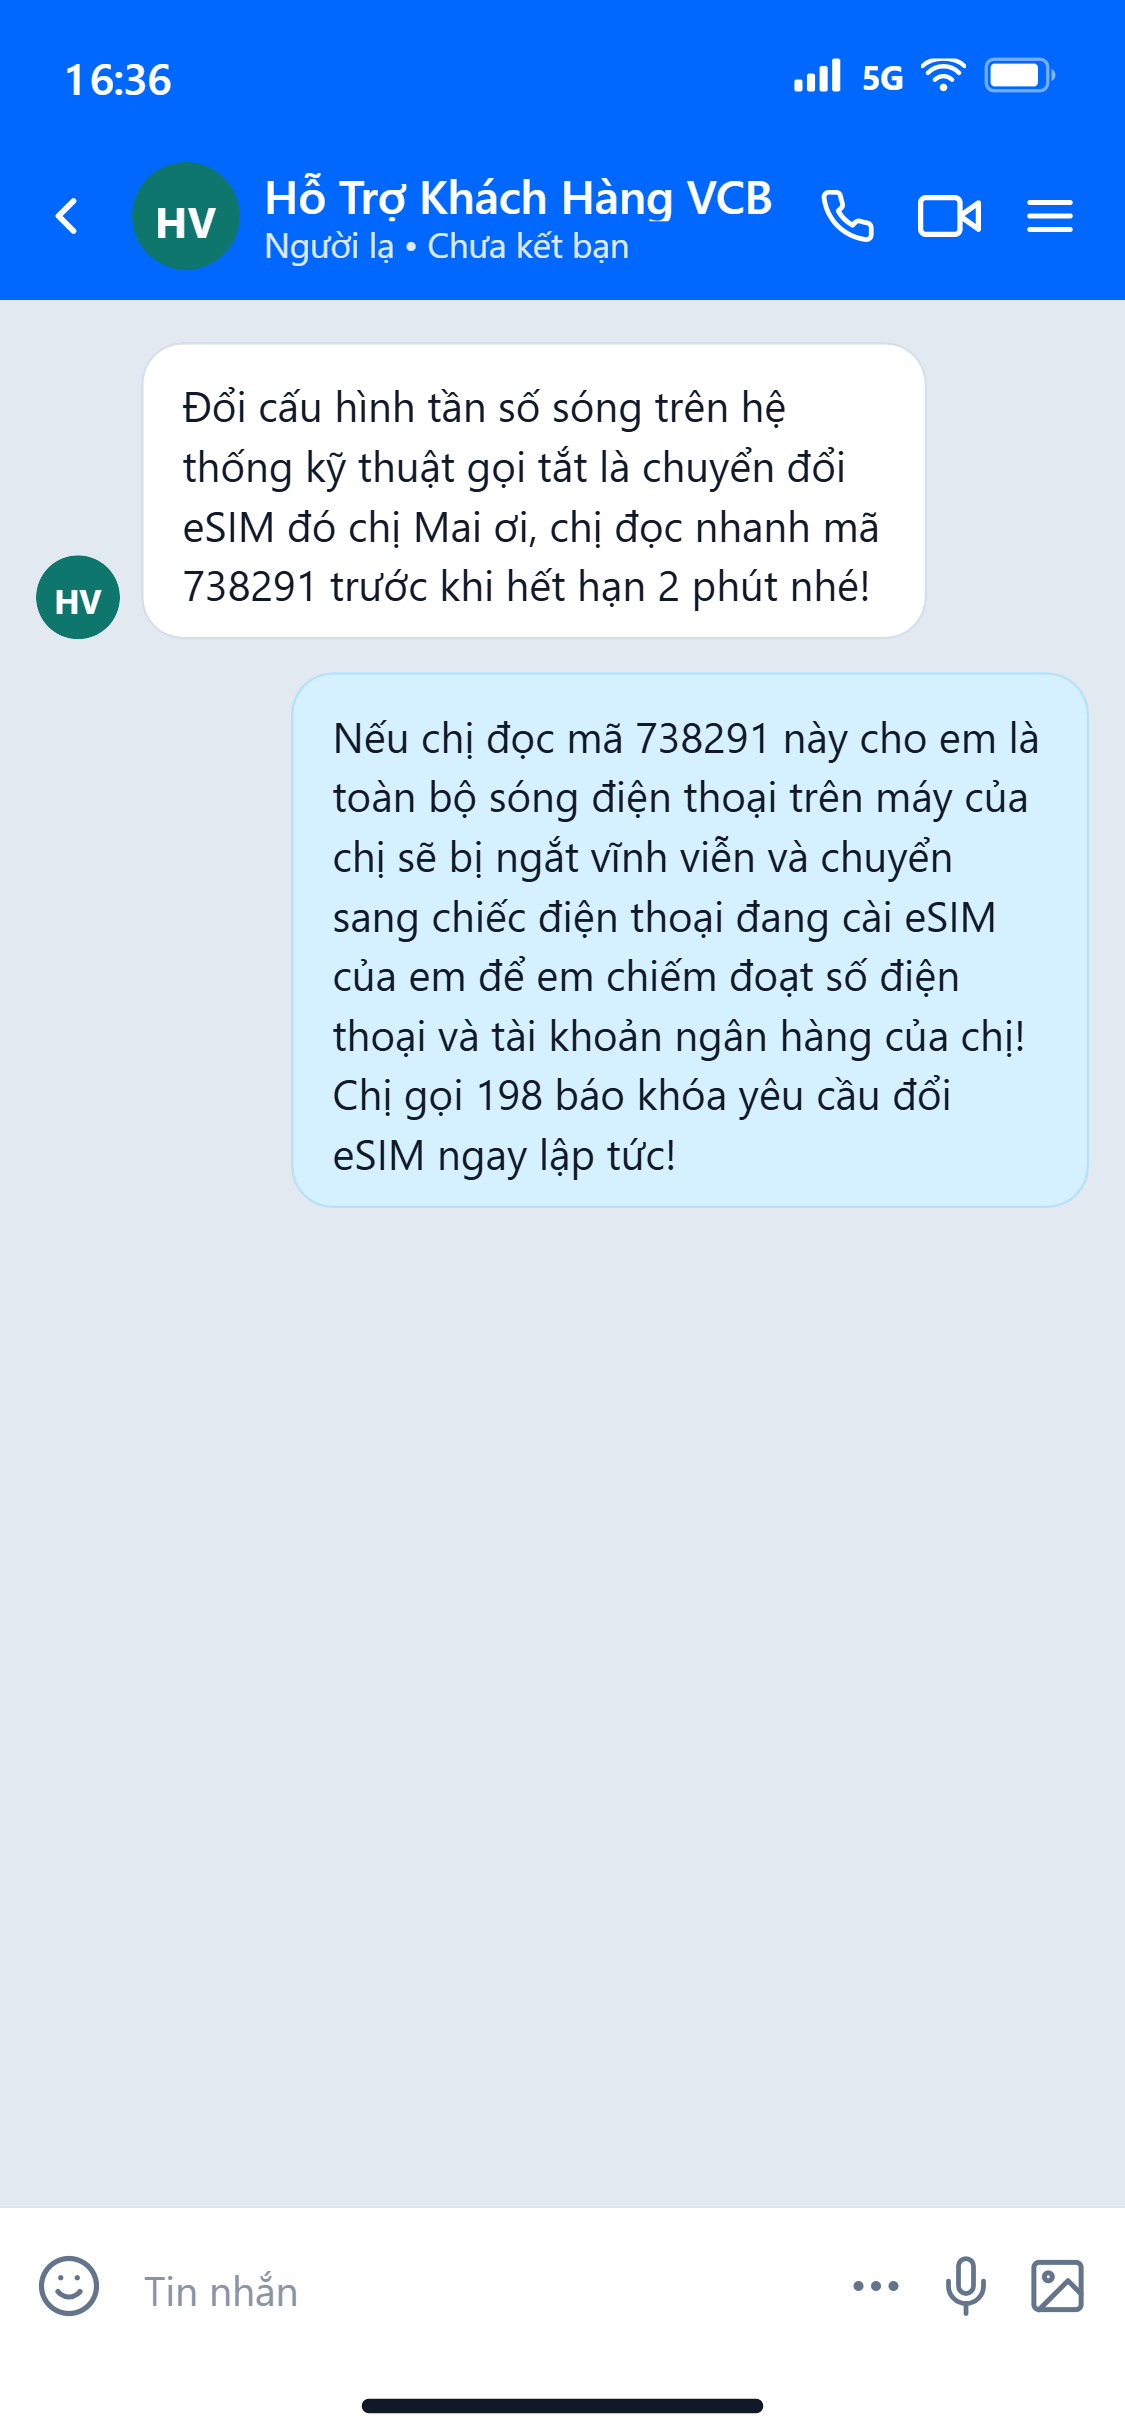 16:36
5G
HV
Hỗ Trợ Khách Hàng VCB
Người lạ • Chưa kết bạn
Đổi cấu hình tần số sóng trên hệ
thống kỹ thuật gọi tắt là chuyển đổi
eSIM đó chị Mai ơi, chị đọc nhanh mã
738291 trước khi hết hạn 2 phút nhé!
HV
Nếu chị đọc mã 738291 này cho em là
toàn bộ sóng điện thoại trên máy của
chị sẽ bị ngắt vĩnh viễn và chuyển
sang chiếc điện thoại đang cài eSIM
của em để em chiếm đoạt số điện
thoại và tài khoản ngân hàng của chị!
Chị gọi 198 báo khóa yêu cầu đổi
eSIM ngay lập tức!
Tin nhắn